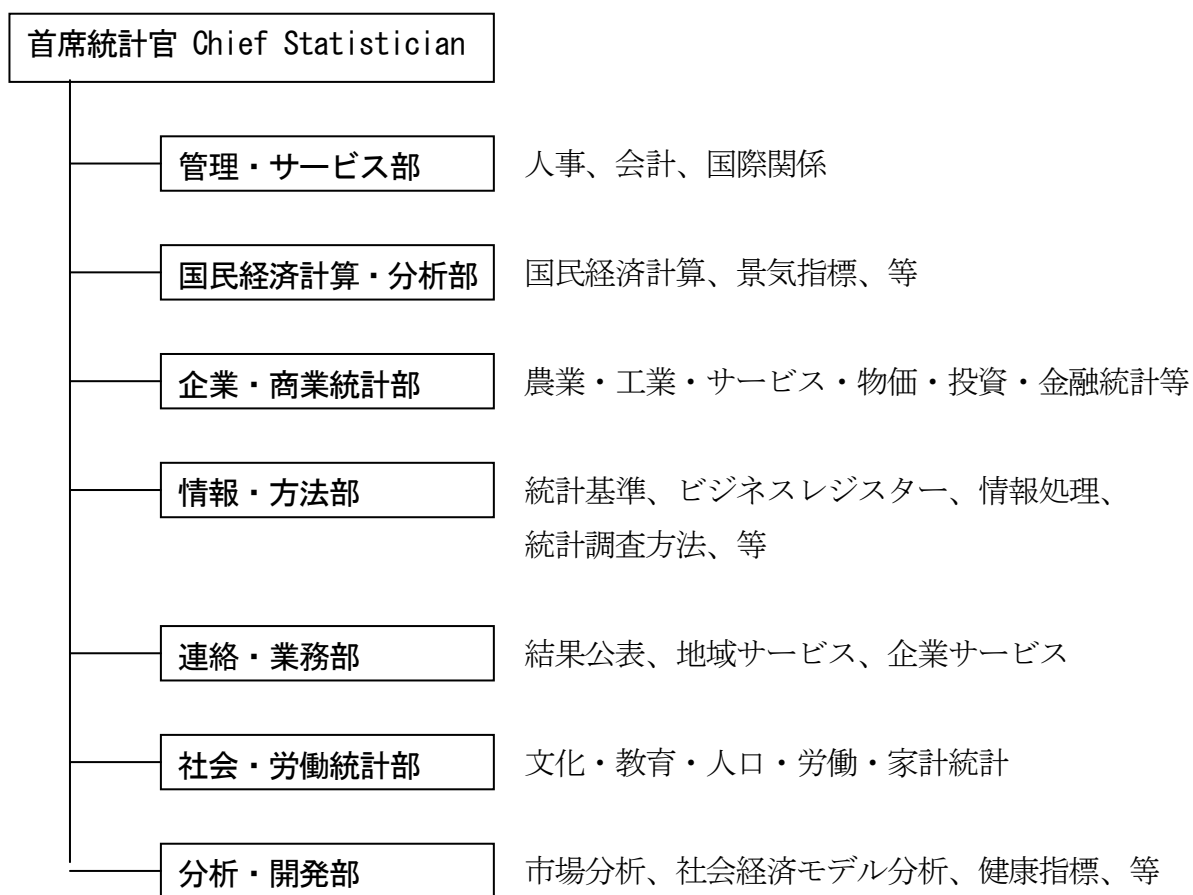 首席統計官 Chief Statistician
管理・サービス部 人事、会計、国際関係
国民経済計算・分析部 国民経済計算、景気指標、等
企業・商業統計部 農業・工業・サービス・物価・投資・金融統計等
情報・方法部 統計基準、ビジネスレジスター、情報処理、
統計調査方法、等
連絡・業務部 結果公表、地域サービス、企業サービス
社会・労働統計部 文化・教育・人口・労働・家計統計
分析・開発部 市場分析、社会経済モデル分析、健康指標、等